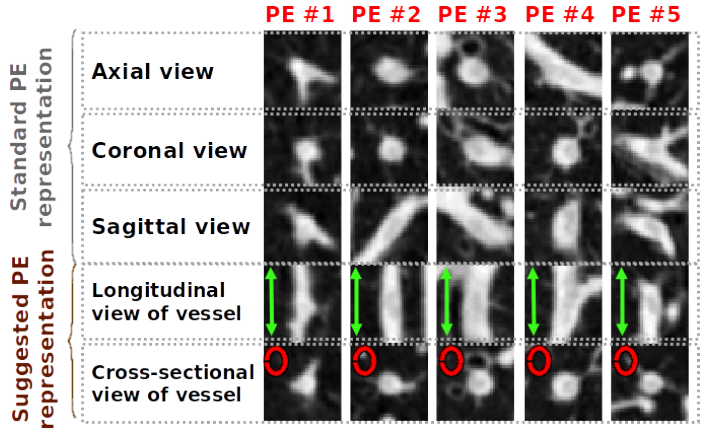 PE #1 PE #2 PE #3 PE #4 PE #5
Standard PE
representation
Axial view
Coronal view
Sagittal view
Suggested PE
representation
Longitudinal
view of vessel
Cross-sectional
view of vessel